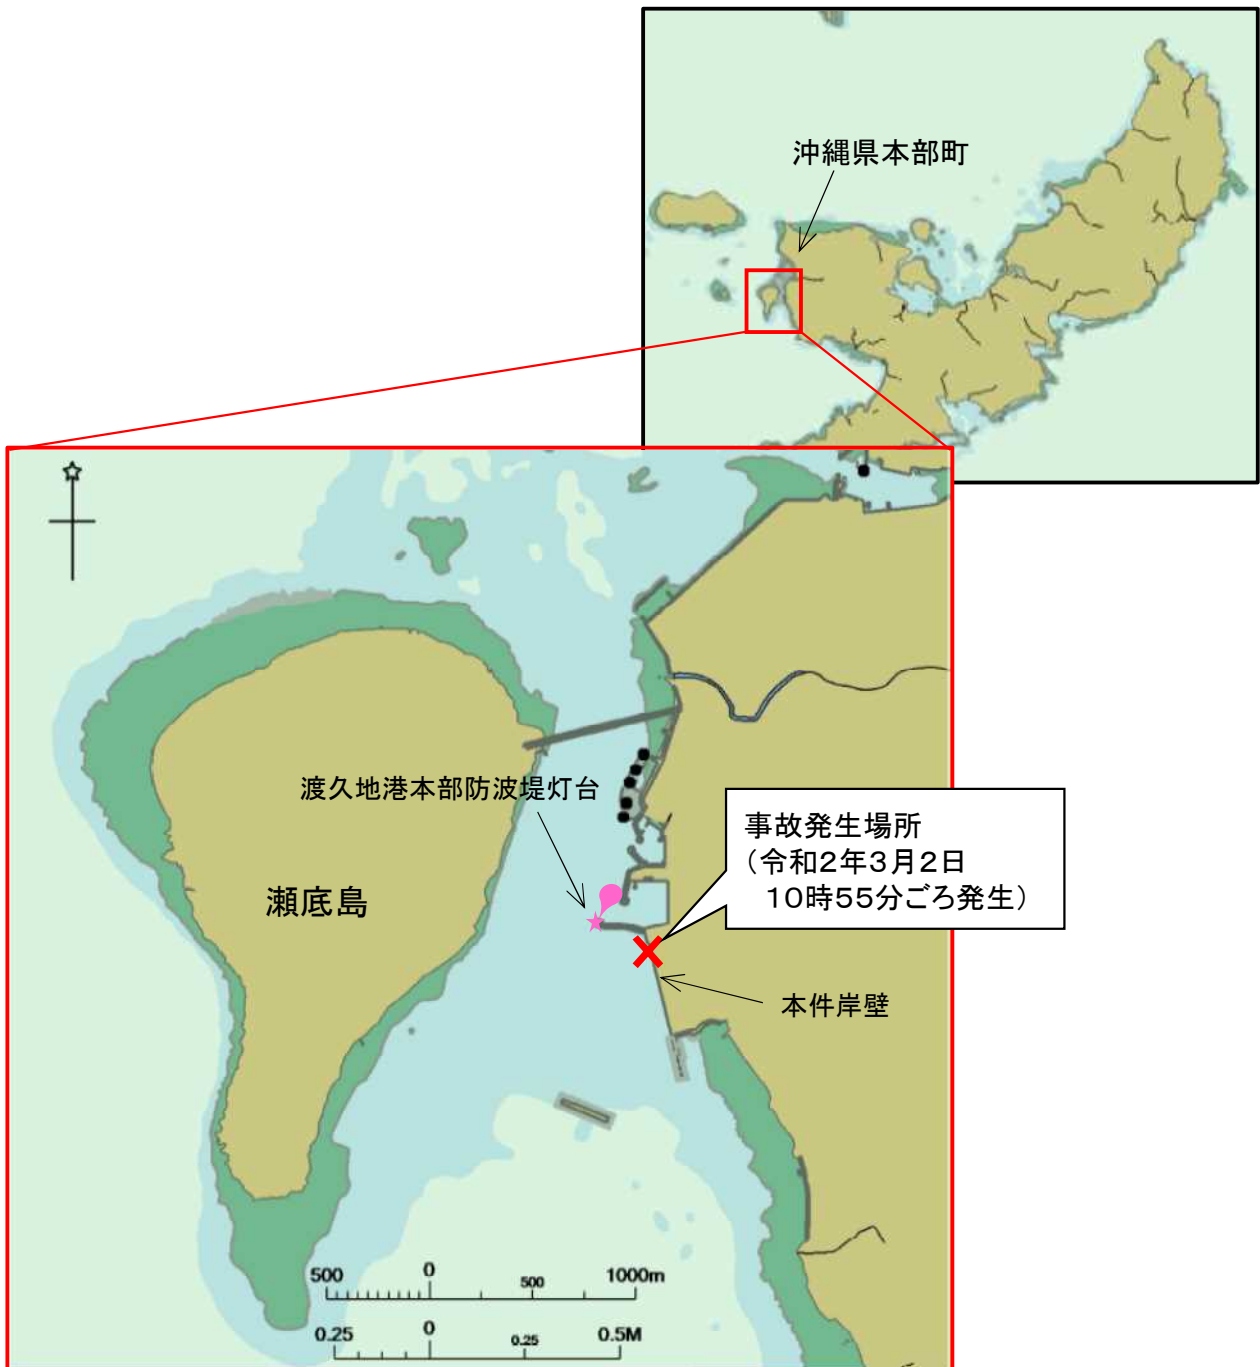 沖縄県本部町
渡久地港本部防波堤灯台
事故発生場所
（令和２年３月２日
１０時５５分ごろ発生）
瀬底島
本件岸壁
500 0 500 1000m
0.25 0 0.25 0.5M